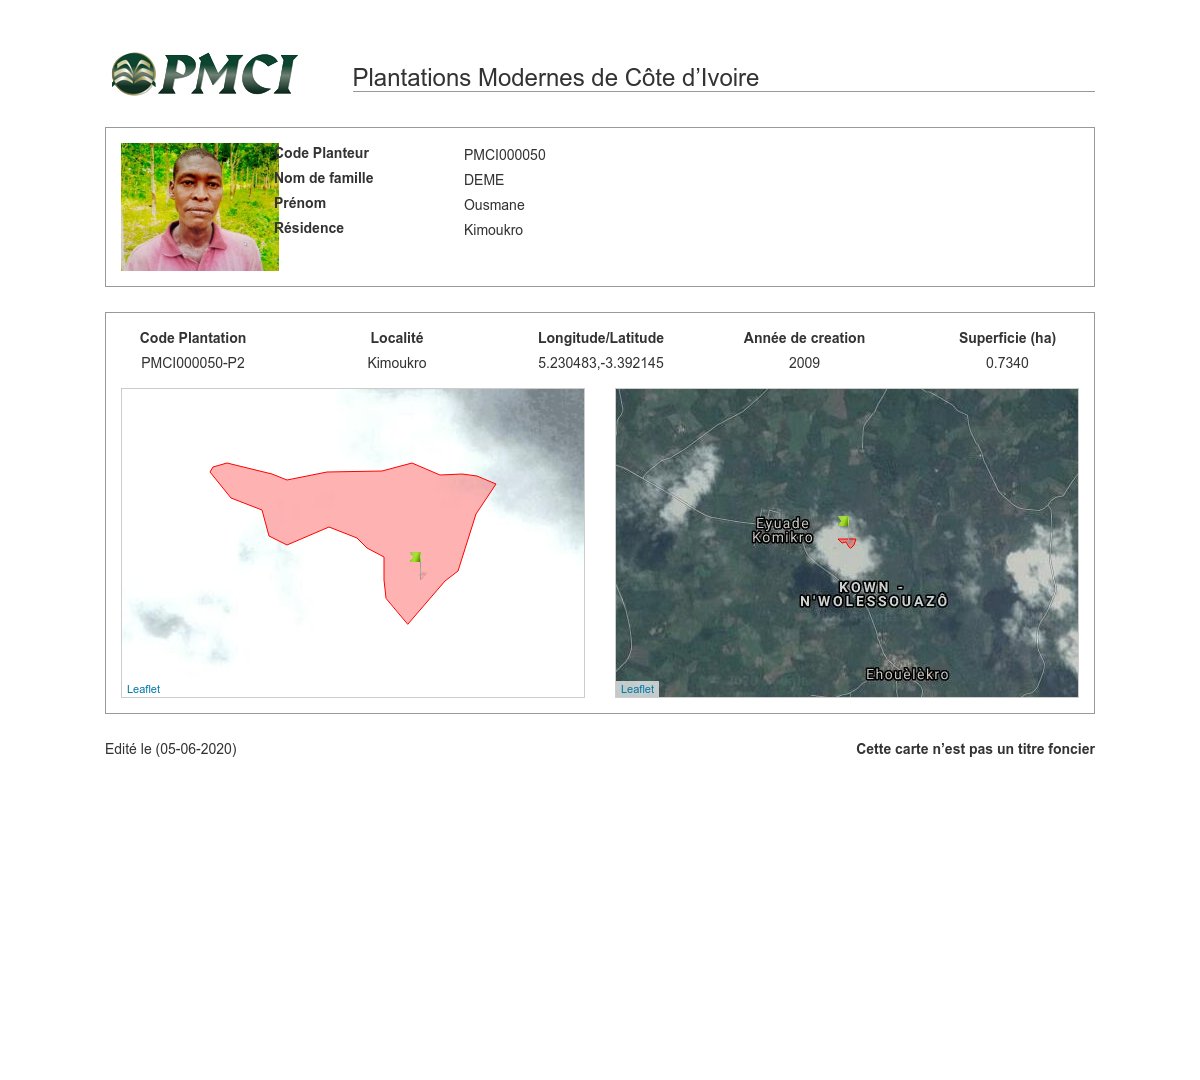 PMCI
Plantations Modernes de Côte d’Ivoire
Code Planteur PMCI000050
Nom de famille DEME
Prénom Ousmane
Résidence Kimoukro
Code Plantation Localité Longitude/Latitude Année de creation Superficie (ha)
PMCI000050-P2 Kimoukro 5.230483,-3.392145 2009 0.7340
Eyuade
Komikro
KOWN -
N'WOLESSOUAZÔ
Ehouèlèkro
Leaflet
Leaflet
Edité le (05-06-2020) Cette carte n’est pas un titre foncier